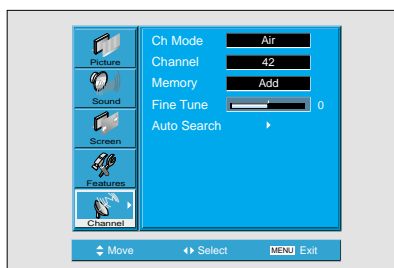 Picture
Sound
Screen
Features
Channel
Ch Mode Air
Channel 42
Memory Add
Fine Tune 0
Auto Search
Move Select MENU Exit